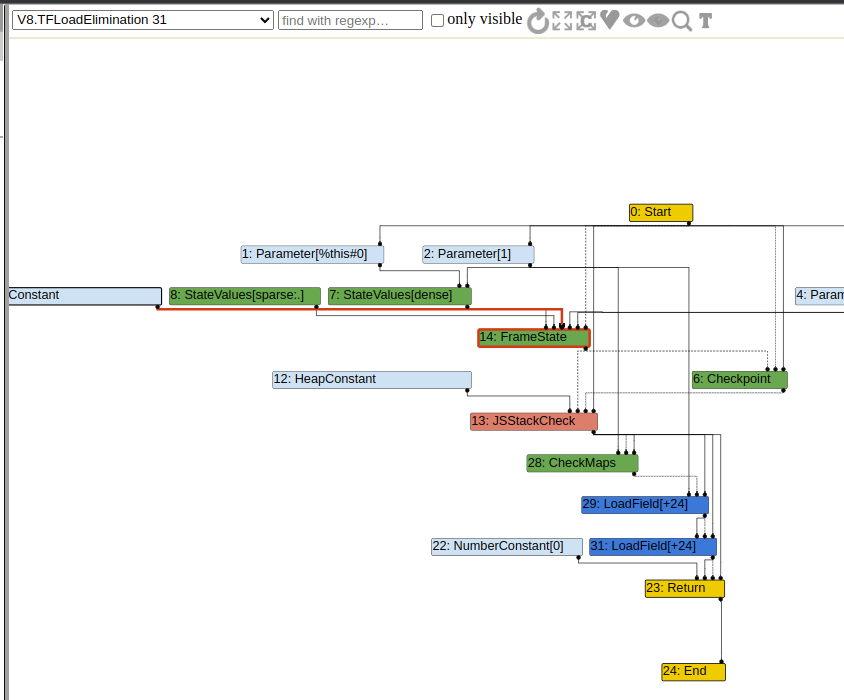 V8.TFLoadElimination 31 find with regexp… only visible T
0: Start
1: Parameter[%this#0] 2: Parameter[1]
Constant 8: StateValues[sparse:.] 7: StateValues[dense] 4: Param
14: FrameState
12: HeapConstant 6: Checkpoint
13: JSStackCheck
28: CheckMaps
29: LoadField[+24]
22: NumberConstant[0] 31: LoadField[+24]
23: Return
24: End